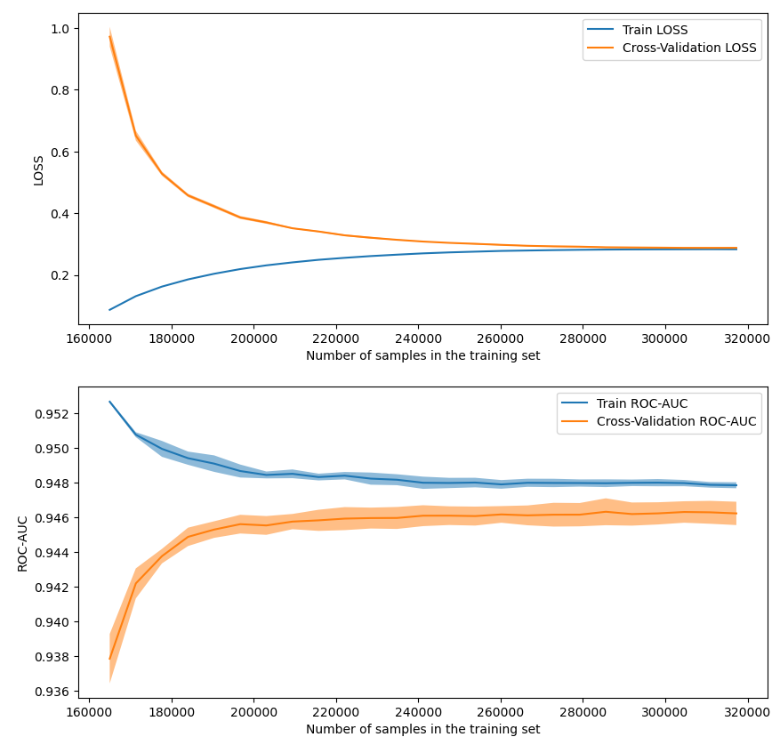 1.0
0.8
0.6
0.4
0.2
LOSS
Train LOSS
Cross-Validation LOSS
160000 180000 200000 220000 240000 260000 280000 300000 320000
Number of samples in the training set
0.952
0.950
0.948
0.946
0.944
0.942
0.940
0.938
0.936
ROC-AUC
Train ROC-AUC
Cross-Validation ROC-AUC
160000 180000 200000 220000 240000 260000 280000 300000 320000
Number of samples in the training set